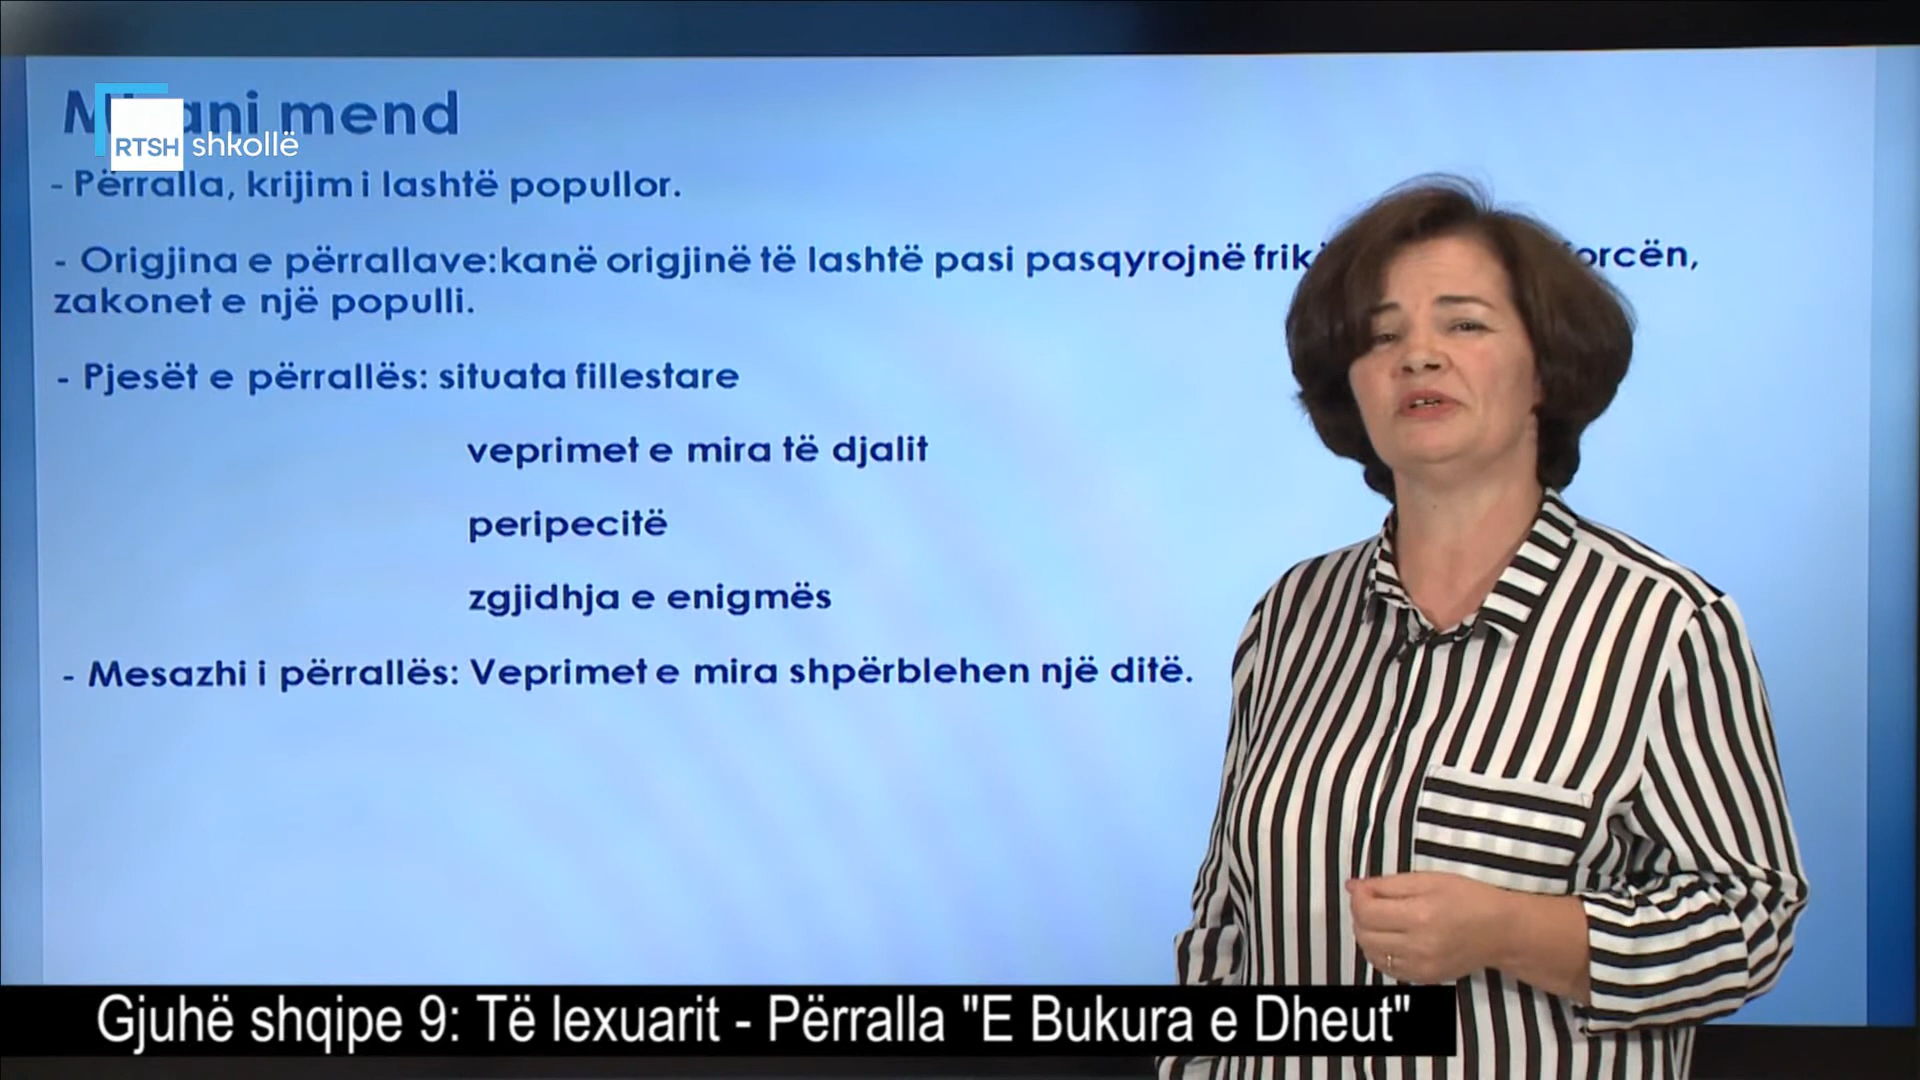 mend
RTSH shkollë
- Përralla, krijim i lashtë popullor.
- Origjina e përrallave:kanë origjinë të lashtë pasi pasqyrojnë
zakonet e një populli.
- Pjesët e përrallës: situata fillestare
veprimet e mira të djalit
peripecitë
zgjidhja e enigmës
- Mesazhi i përrallës: Veprimet e mira shpërblehen një ditë.
Gjuhë shqipe 9: Të lexuarit - Përralla "E Bukura e Dheut"